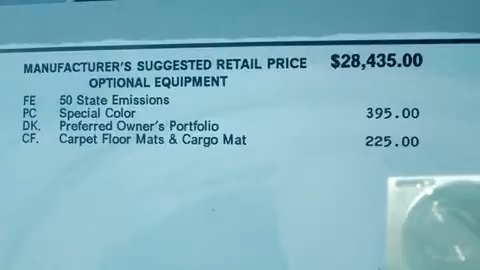 MANUFACTURER'S SUGGESTED RETAIL PRICE $28,435.00
OPTIONAL EQUIPMENT
FE 50 State Emissions
PC Special Color 395.00
DK. Preferred Owner's Portfolio
CF. Carpet Floor Mats & Cargo Mat 225.00